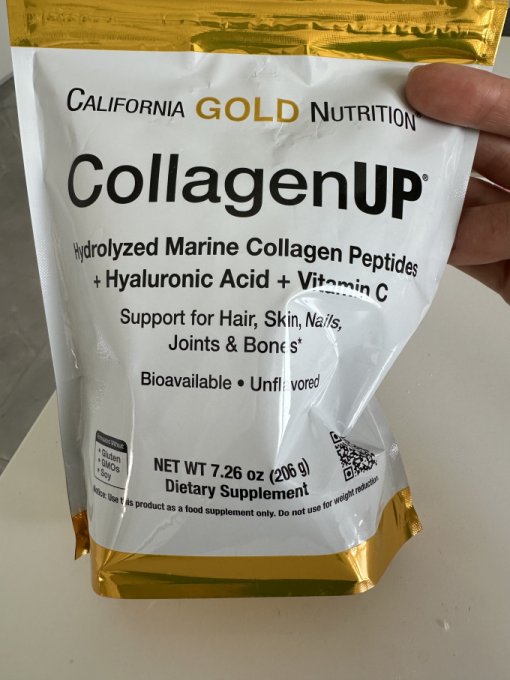 CALIFORNIA GOLD NUTRITION®
CollagenUP®
Hydrolyzed Marine Collagen Peptides
+ Hyaluronic Acid + Vitamin C
Support for Hair, Skin, Nails,
Joints & Bones*
Bioavailable • Unflavored
• Gluten
• GMOs
• Soy
NET WT 7.26 oz (206 g)
Dietary Supplement
Notice: Use this product as a food supplement only. Do not use for weight reduction.